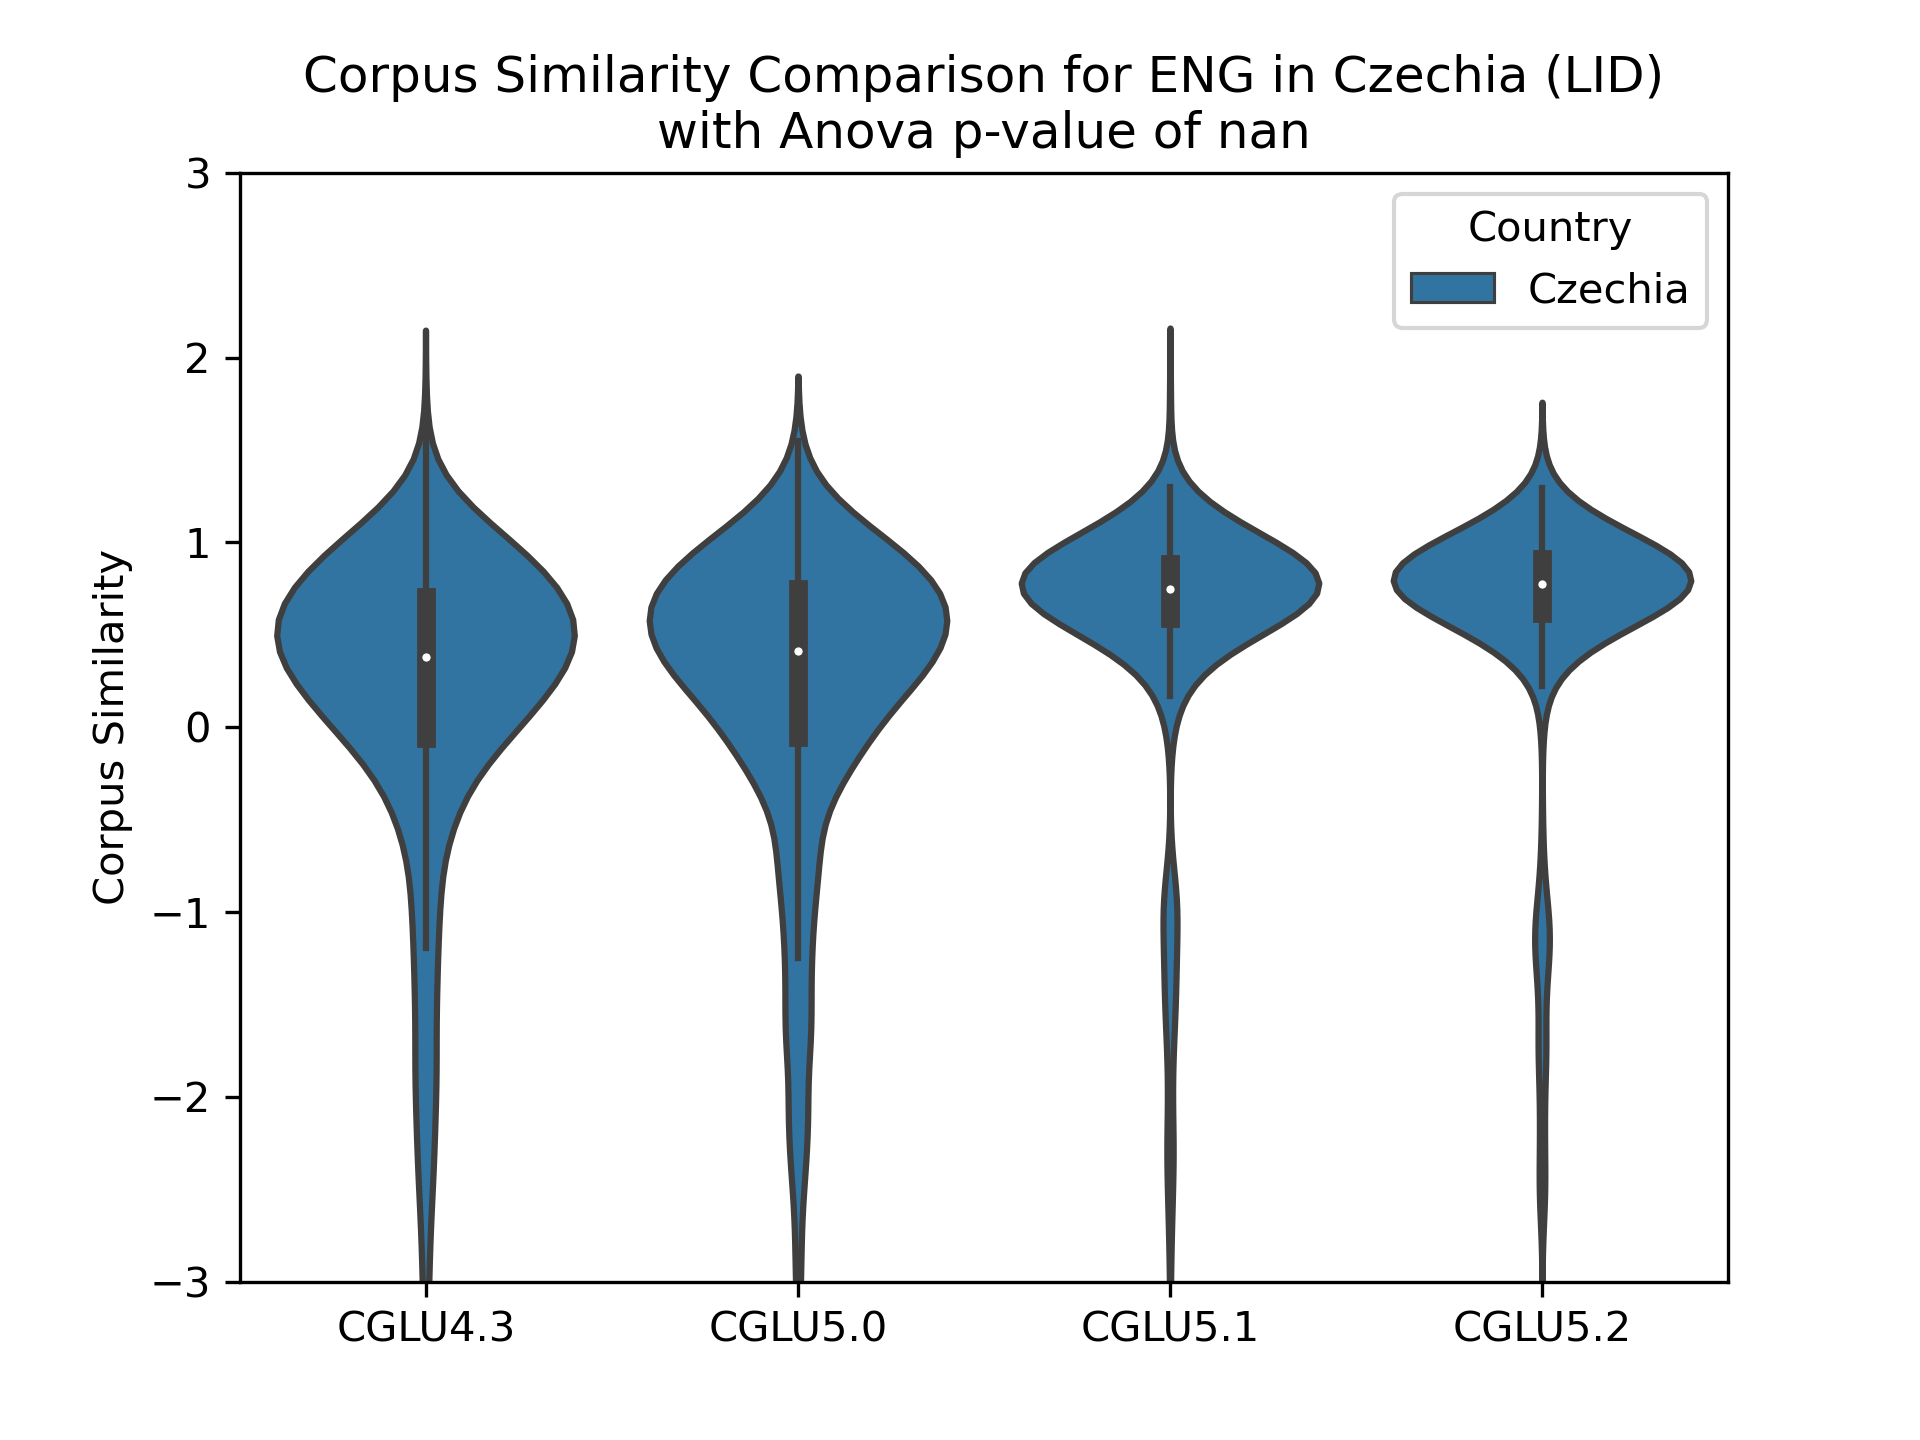 Corpus Similarity Comparison for ENG in Czechia (LID)
with Anova p-value of nan
Country
Czechia
Corpus Similarity
3
2
1
0
−1
−2
−3
CGLU4.3
CGLU5.0
CGLU5.1
CGLU5.2